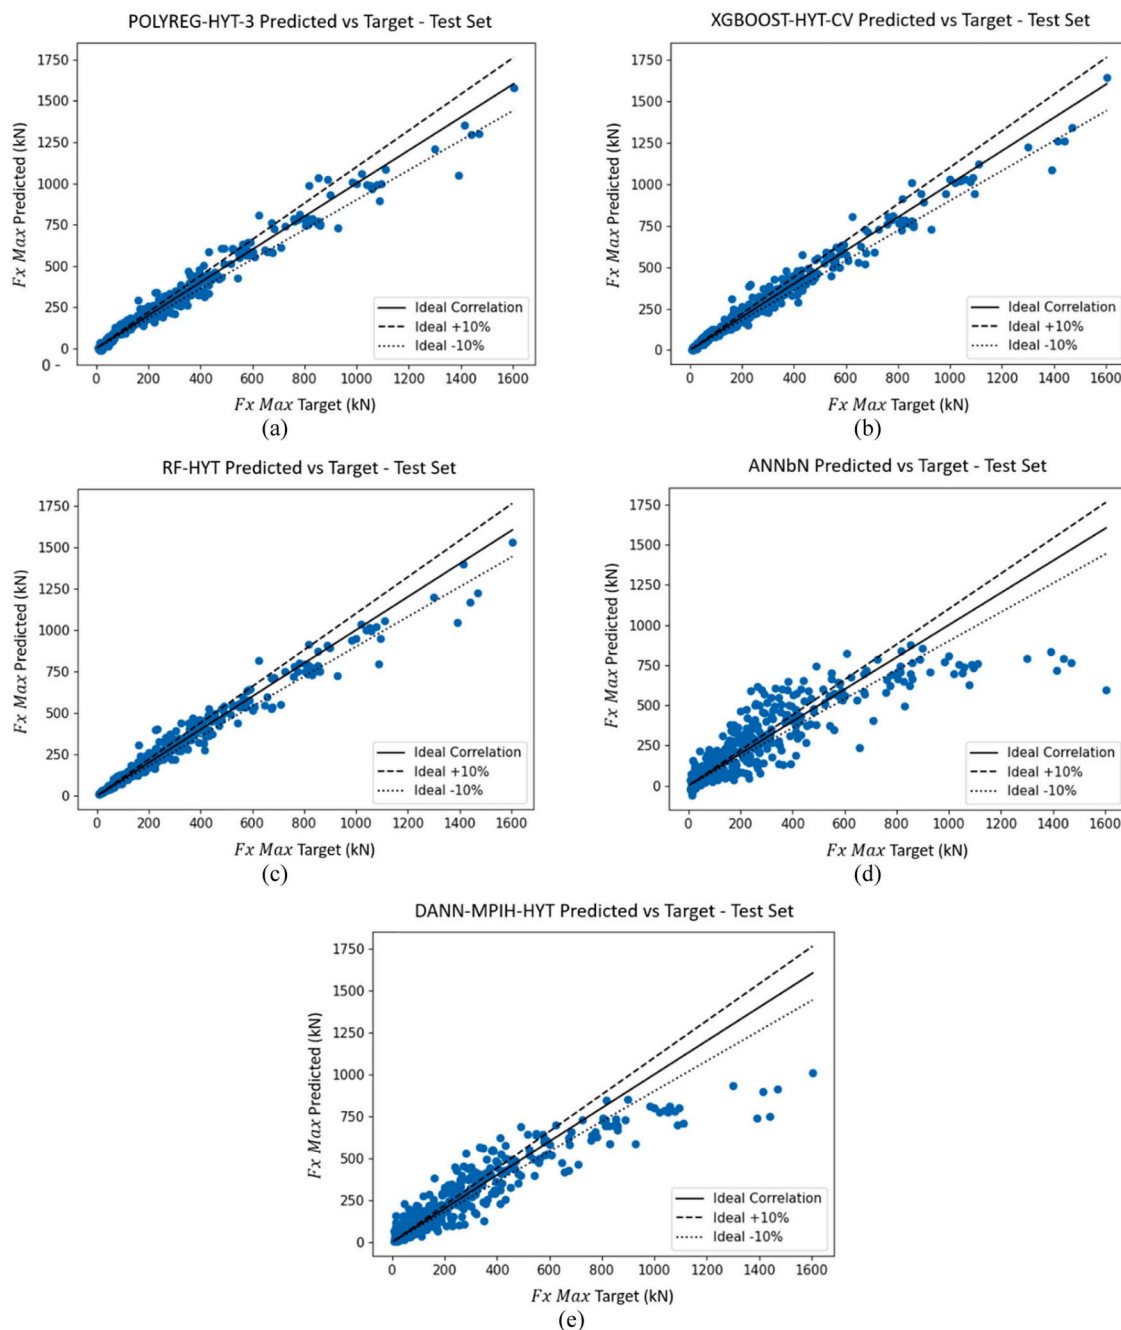 POLYREG-HYT-3 Predicted vs Target - Test Set
1750
1500
1250
1000
750
500
250
0
0 -
Fx Max Predicted (kN)
Ideal Correlation
Ideal +10%
Ideal -10%
0 200 400 600 800 1000 1200 1400 1600
Fx Max Target (kN)
(a)
XGBOOST-HYT-CV Predicted vs Target - Test Set
1750
1500
1250
1000
750
500
250
0
Fx Max Predicted (kN)
Ideal Correlation
Ideal +10%
Ideal -10%
0 200 400 600 800 1000 1200 1400 1600
Fx Max Target (kN)
(b)
RF-HYT Predicted vs Target - Test Set
1750
1500
1250
1000
750
500
250
0
Fx Max Predicted (kN)
Ideal Correlation
Ideal +10%
Ideal -10%
0 200 400 600 800 1000 1200 1400 1600
Fx Max Target (kN)
(c)
ANNbN Predicted vs Target - Test Set
1750
1500
1250
1000
750
500
250
0
Fx Max Predicted (kN)
Ideal Correlation
Ideal +10%
Ideal -10%
0 200 400 600 800 1000 1200 1400 1600
Fx Max Target (kN)
(d)
DANN-MPIH-HYT Predicted vs Target - Test Set
1750
1500
1250
1000
750
500
250
0
Fx Max Predicted (kN)
Ideal Correlation
Ideal +10%
Ideal -10%
0 200 400 600 800 1000 1200 1400 1600
Fx Max Target (kN)
(e)